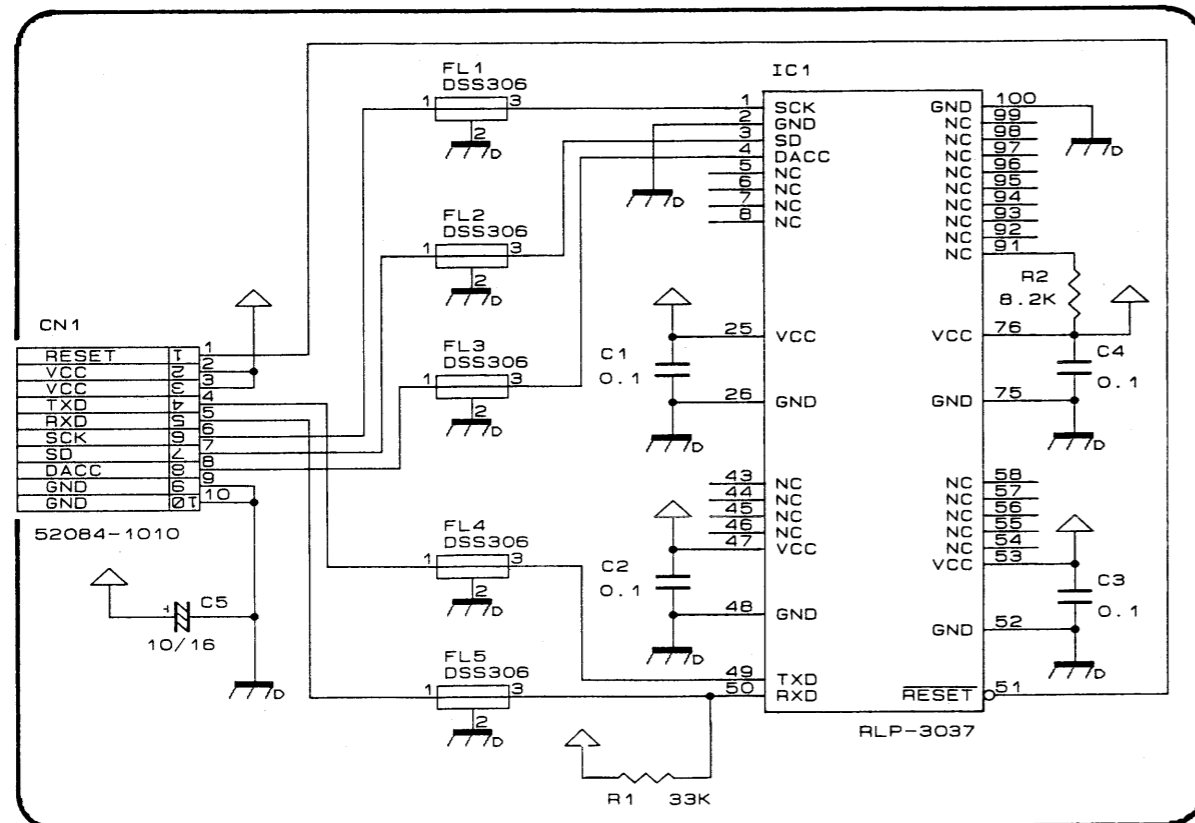 FL1
DSS306
1 3
2
D
IC1
1 SCK
2 GND
3 SD
4 DACC
5 NC
6 NC
7 NC
8 NC
GND 100
NC 99
NC 98
NC 97
NC 96
NC 95
NC 94
NC 93
NC 92
NC 91
D
D
FL2
DSS306
1 3
2
D
R2
8.2K
25 VCC
VCC 76
C1
0.1
C4
0.1
26 GND
GND 75
D
D
CN1
RESET 1 1
VCC 2 2
VCC 3 3
TXD 4 4
RXD 5 5
SCK 6 6
SD 7 7
DACC 8 8
GND 9 9
GND 10 10
52084-1010
FL3
DSS306
1 3
2
D
43 NC
44 NC
45 NC
46 NC
47 VCC
NC 58
NC 57
NC 56
NC 55
NC 54
VCC 53
C2
0.1
C3
0.1
48 GND
GND 52
D
D
FL4
DSS306
1 3
2
D
+ C5
10/16
D
FL5
DSS306
1 3
2
D
49 TXD
50 RXD
RESET 51
RLP-3037
R1 33K